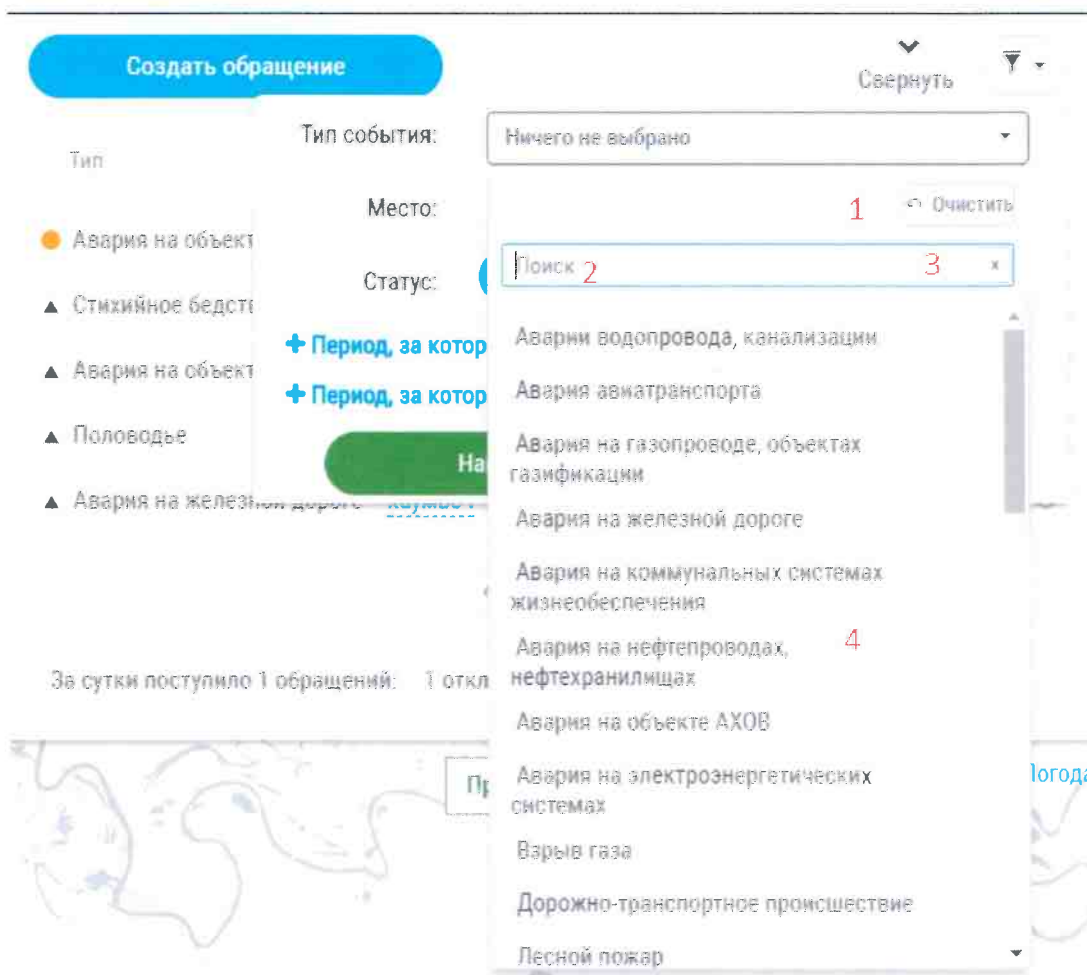 Создать обращение
Свернуть
Тип события:
Ничего не выбрано
Тип
Место:
1
Очистить
Авария на объект
Поиск 2
3
x
Статус:
Стихийное бедств
Аварии водопровода, канализации
+ Период, за котор
Авария на объект
Авария авиатранспорта
+ Период, за котор
Половодье
Авария на газопроводе, объектах
газификации
На
Авария на железной дороге
Авария на железной дороге
Авария на коммунальных системах
жизнеобеспечения
Авария на нефтепроводах,
нефтехранилищах
4
За сутки поступило 1 обращений: 1 откл
Авария на объекте АХОВ
Пр
Авария на электроэнергетических
системах
Погода
Взрыв газа
Дорожно-транспортное происшествие
Лесной пожар